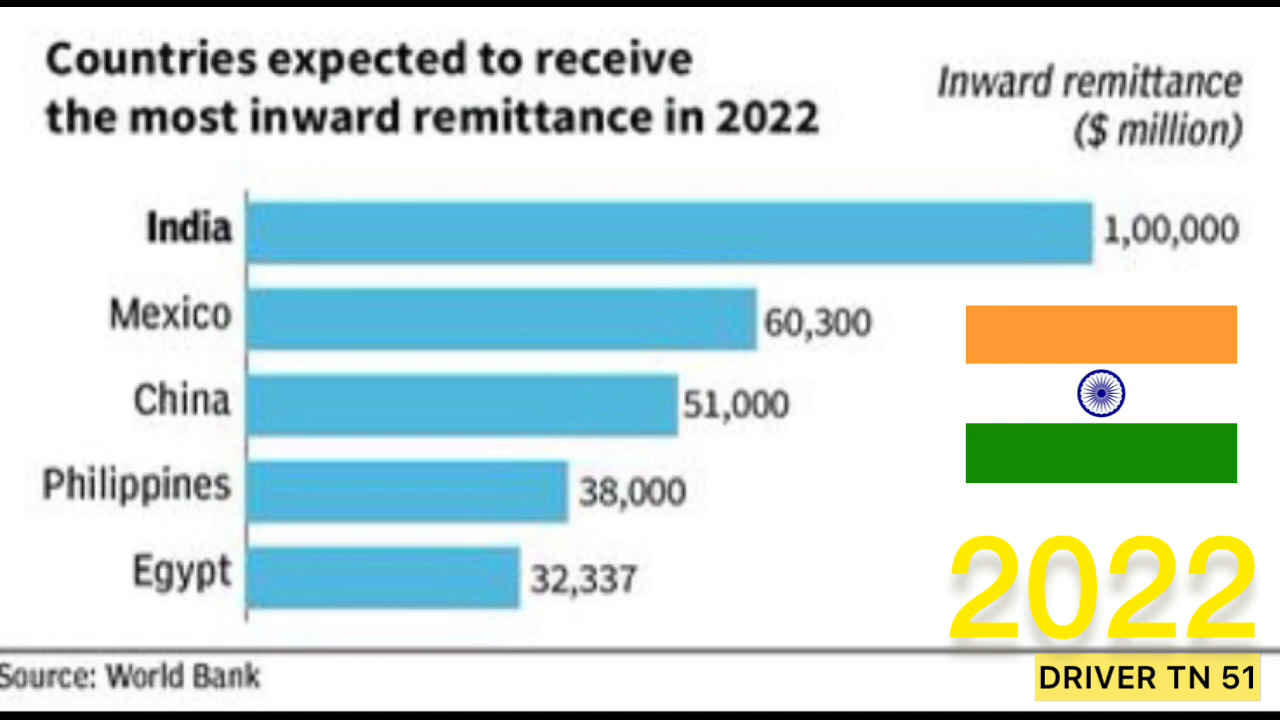 Countries expected to receive
the most inward remittance in 2022
Inward remittance
($ million)
India 1,00,000
Mexico 60,300
China 51,000
Philippines 38,000
Egypt 32,337
2022
Source: World Bank
DRIVER TN 51